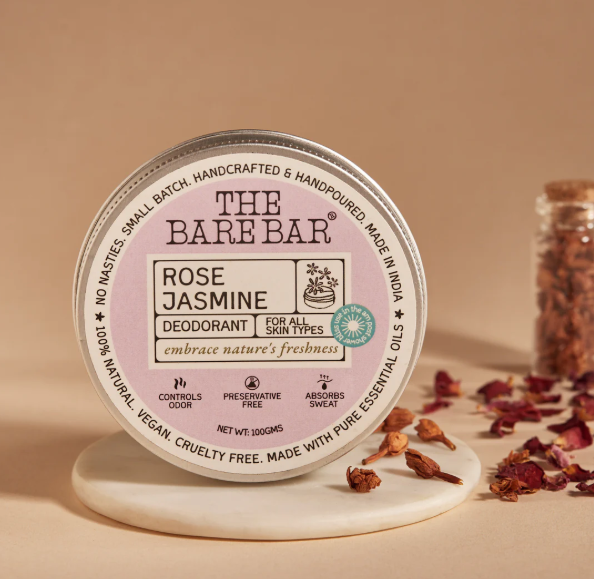 NO NASTIES. SMALL BATCH. HANDCRAFTED & HANDPOURED. MADE IN INDIA
THE
BARE BAR®
ROSE
JASMINE
DEODORANT
FOR ALL
SKIN TYPES
embrace nature's freshness
CONTROLS
ODOR
PRESERVATIVE
FREE
ABSORBS
SWEAT
NET WT: 100GMS
★ 100% NATURAL. VEGAN. CRUELTY FREE. MADE WITH PURE ESSENTIAL OILS ★